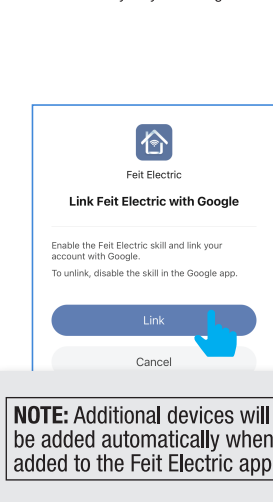 Feit Electric
Link Feit Electric with Google
Enable the Feit Electric skill and link your
account with Google.
To unlink, disable the skill in the Google app.
Link
Cancel
NOTE: Additional devices will
be added automatically when
added to the Feit Electric app